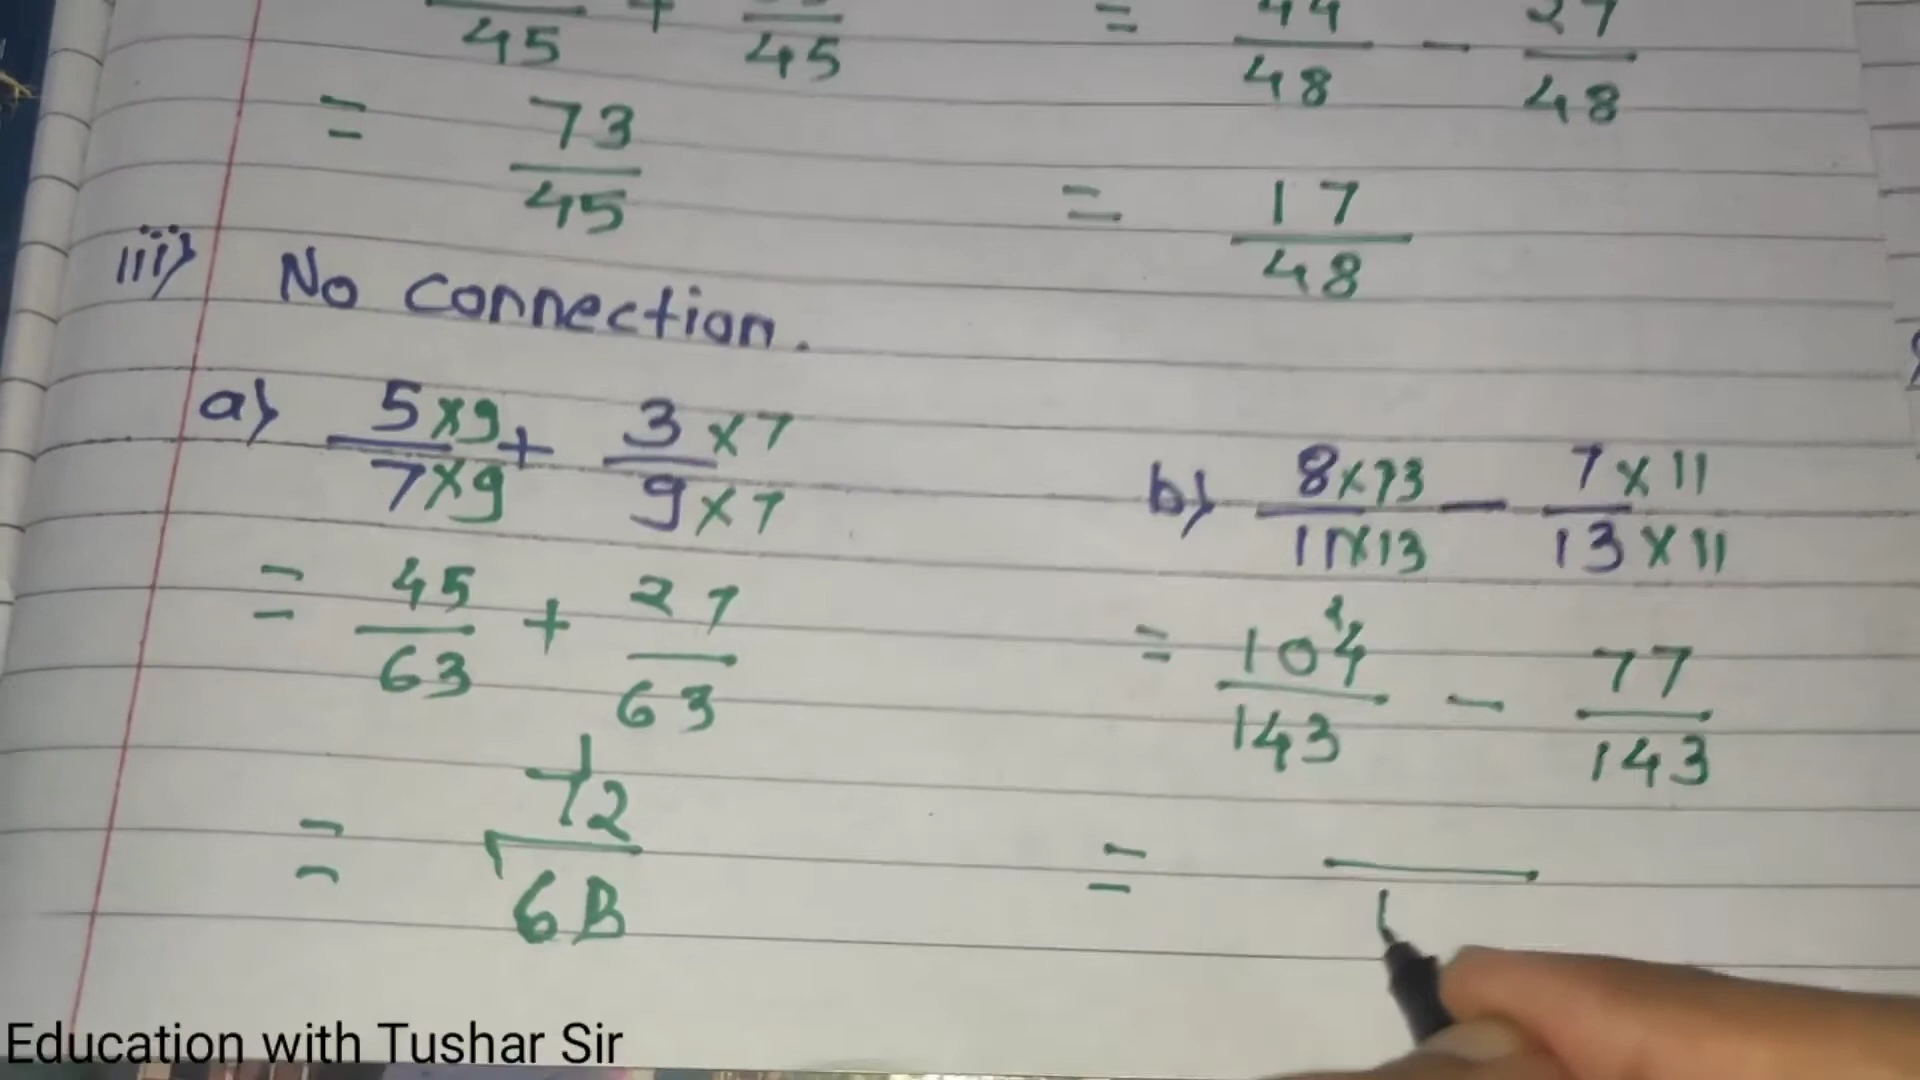 45 + 45 = 44/48 - 27/48
= 73/45 = 17/48
iii) No connection.
a) 5×9/7×9 + 3×7/9×7
b) 8×13/11×13 - 7×11/13×11
= 45/63 + 27/63
= 104/143 - 77/143
= 72/63
=
Education with Tushar Sir